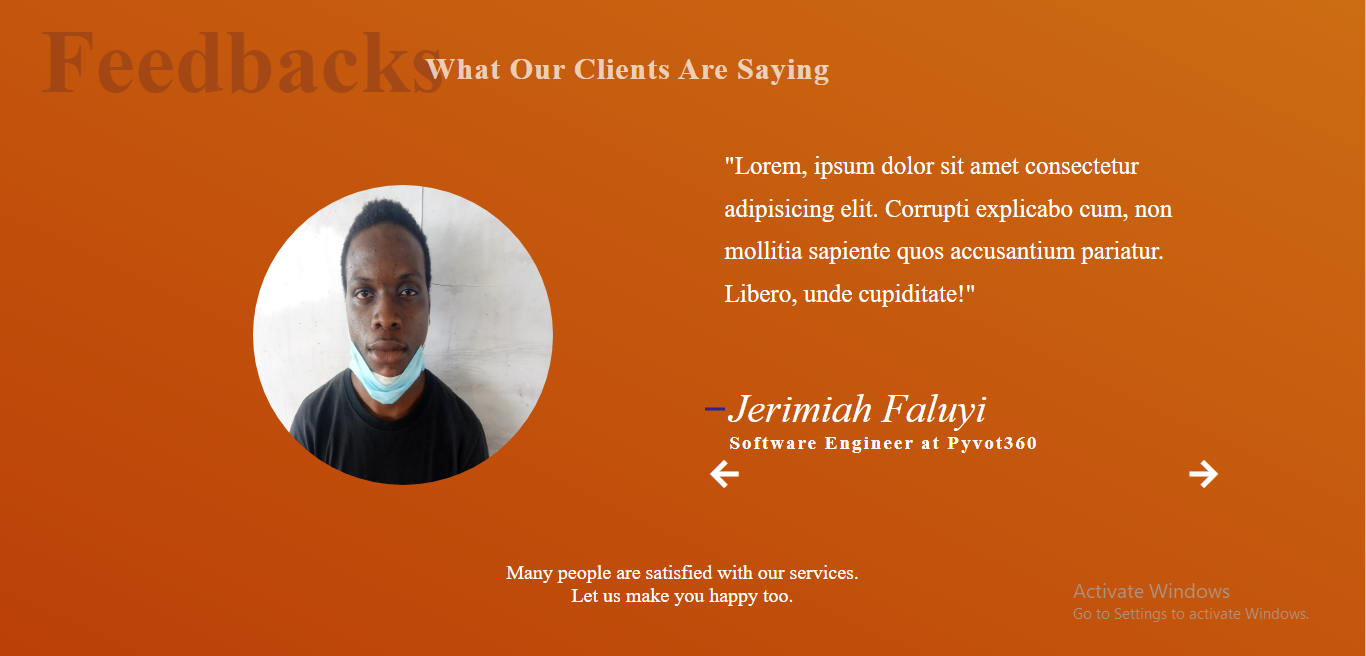 Feedbacks
What Our Clients Are Saying
"Lorem, ipsum dolor sit amet consectetur
adipisicing elit. Corrupti explicabo cum, non
mollitia sapiente quos accusantium pariatur.
Libero, unde cupiditate!"
Jerimiah Faluyi
Software Engineer at Pyvot360
Many people are satisfied with our services.
Let us make you happy too.
Activate Windows
Go to Settings to activate Windows.